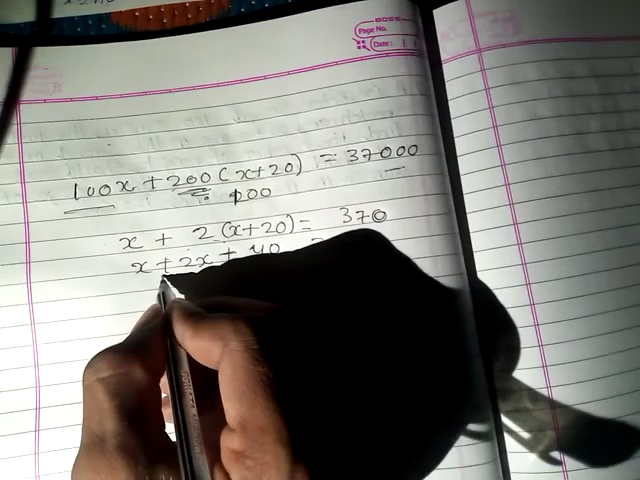 Page No.
Date:
100x + 200 (x+20) = 37000
100
x + 2(x+20) = 370
x + 2x + 40 =